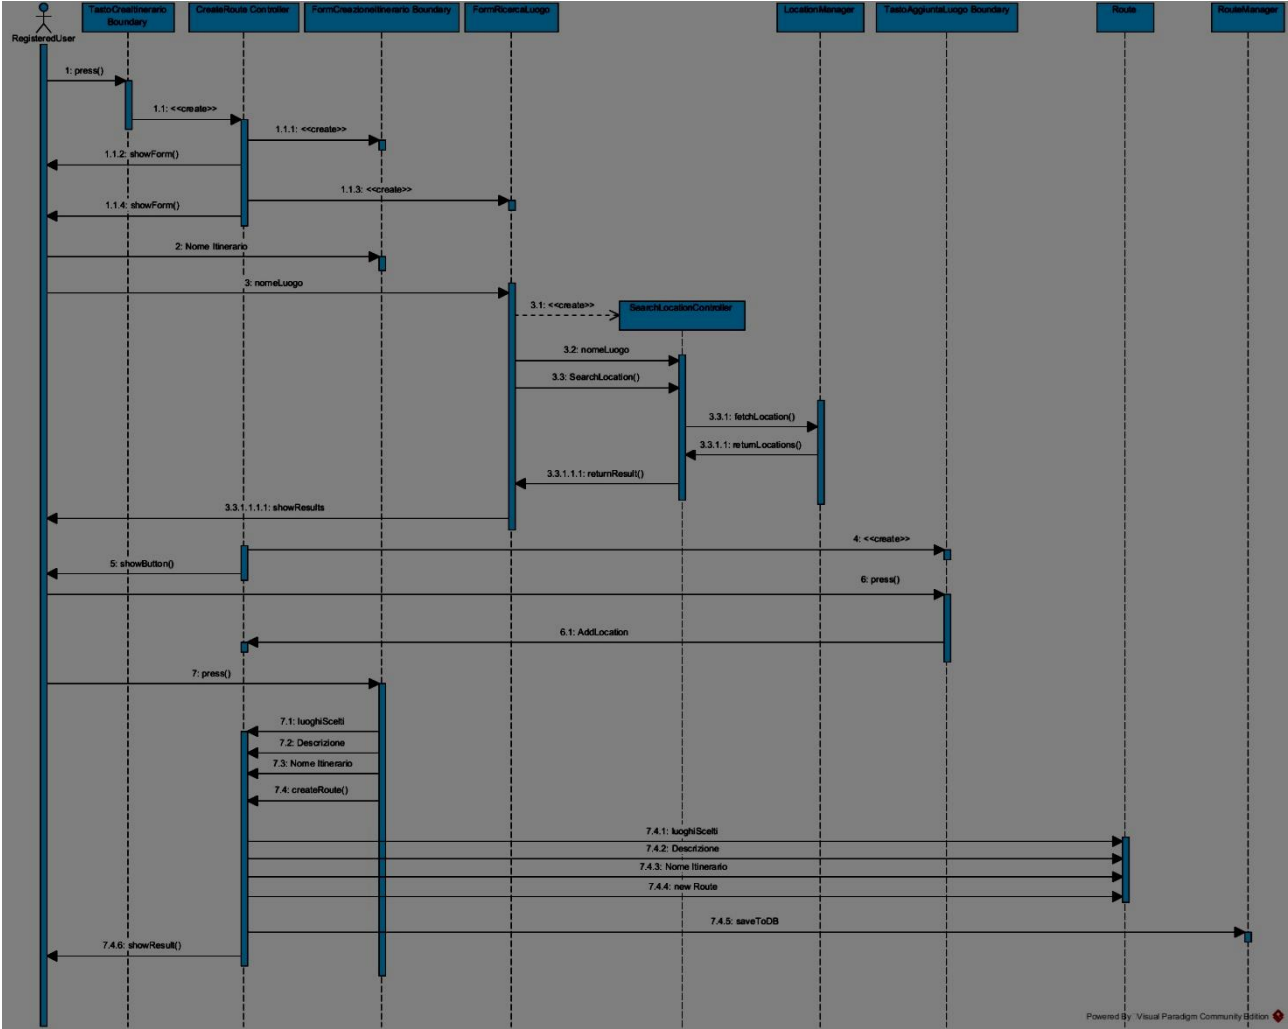 TastoCreaItinerario
Boundary
CreateRoute Controller
FormCreazioneItinerario Boundary
FormRicercaLuogo
LocationManager
TastoAggiuntaLuogo Boundary
Route
RouteManager
RegisteredUser
1: press()
1.1: <<create>>
1.1.1: <<create>>
1.1.2: showForm()
1.1.3: <<create>>
1.1.4: showForm()
2: Nome Itinerario
3: nomeLuogo
3.1: <<create>>
SearchLocationController
3.2: nomeLuogo
3.3: SearchLocation()
3.3.1: fetchLocation()
3.3.1.1: returnLocations()
3.3.1.1.1: returnResult()
3.3.1.1.1.1: showResults
4: <<create>>
5: showButton()
6: press()
6.1: AddLocation
7: press()
7.1: luoghiScelti
7.2: Descrizione
7.3: Nome Itinerario
7.4: createRoute()
7.4.1: luoghiScelti
7.4.2: Descrizione
7.4.3: Nome Itinerario
7.4.4: new Route
7.4.5: saveToDB
7.4.6: showResult()
Powered By Visual Paradigm Community Edition